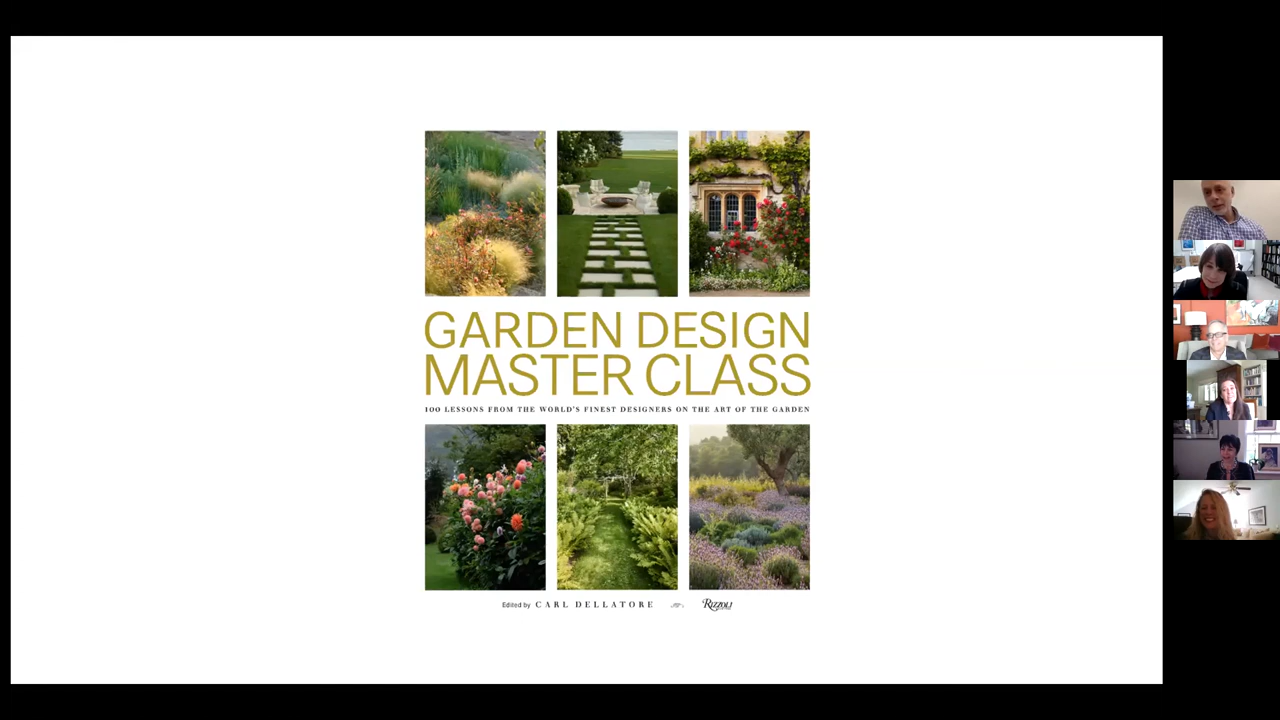 GARDEN DESIGN
MASTER CLASS
100 LESSONS FROM THE WORLD'S FINEST DESIGNERS ON THE ART OF THE GARDEN
Edited by CARL DELLATORE RIZZOLI